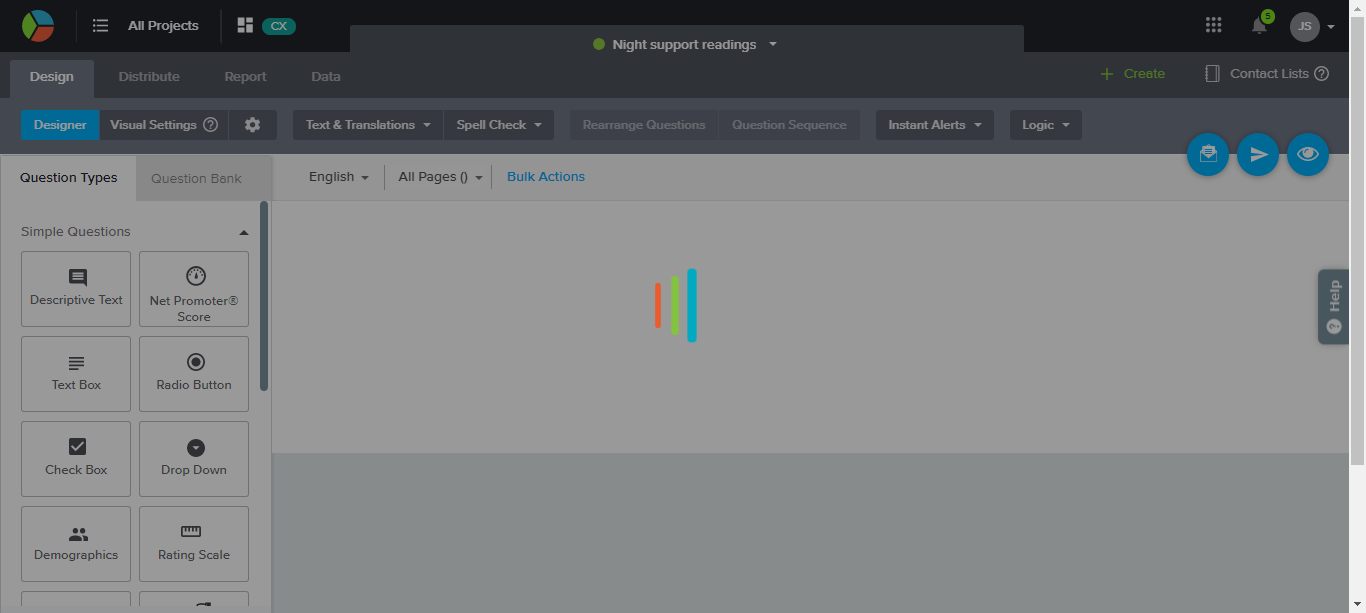 All Projects
CX
Night support readings
5
JS
Design
Distribute
Report
Data
Create
Contact Lists
Designer
Visual Settings
Text & Translations
Spell Check
Rearrange Questions
Question Sequence
Instant Alerts
Logic
Question Types
Question Bank
English
All Pages ()
Bulk Actions
Simple Questions
Descriptive Text
Net Promoter®
Score
Text Box
Radio Button
Check Box
Drop Down
Demographics
Rating Scale
Help